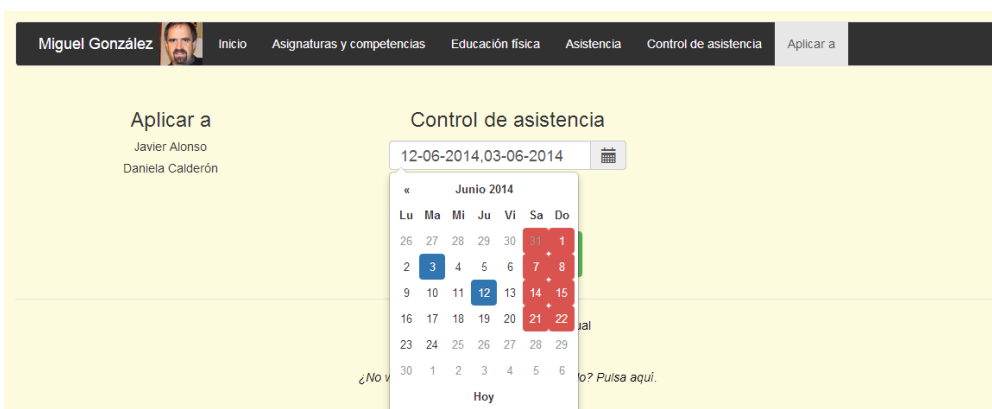 Miguel González Inicio Asignaturas y competencias Educación física Asistencia Control de asistencia Aplicar a
Aplicar a
Javier Alonso
Daniela Calderón
Control de asistencia
12-06-2014,03-06-2014
« Junio 2014
Lu Ma Mi Ju Vi Sa Do
26 27 28 29 30 31 1
2 3 4 5 6 7 8
9 10 11 12 13 14 15
16 17 18 19 20 21 22
23 24 25 26 27 28 29
30 1 2 3 4 5 6
Hoy
¿No
? Pulsa aquí.